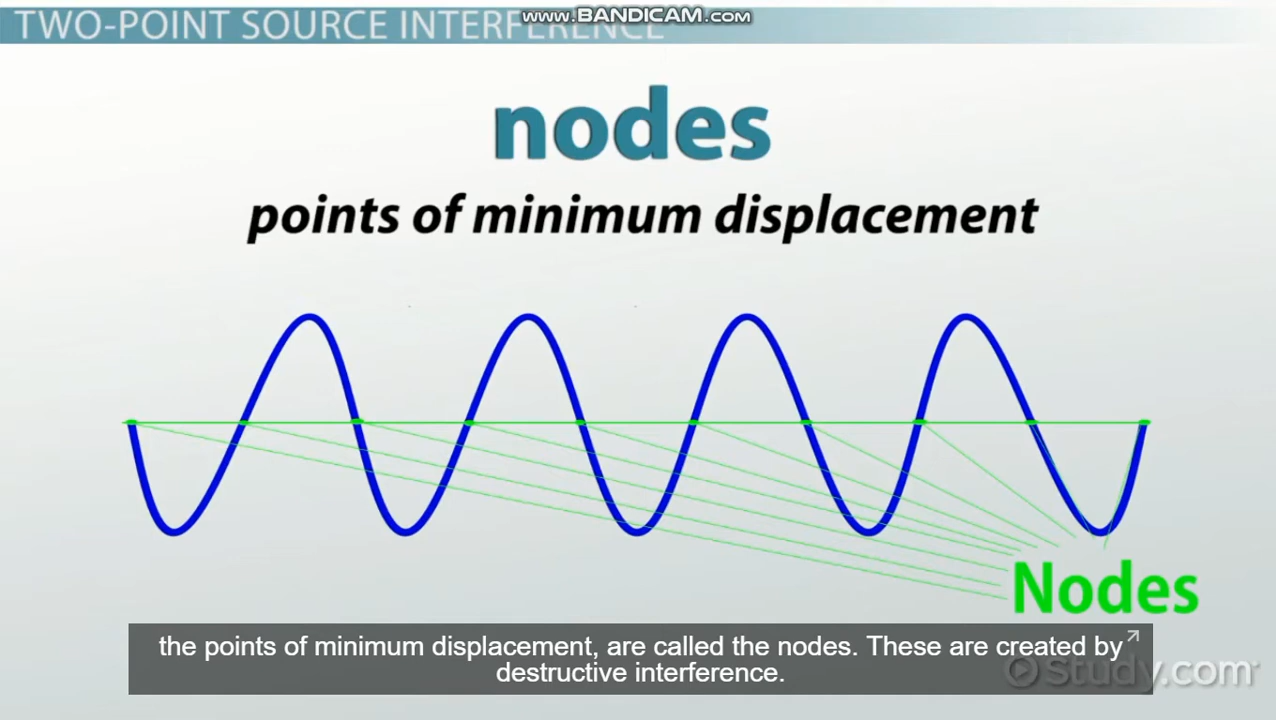 www.BANDICAM.com
TWO-POINT SOURCE INTERFERENCE
nodes
points of minimum displacement
Nodes
the points of minimum displacement, are called the nodes. These are created by
destructive interference.
Study.com